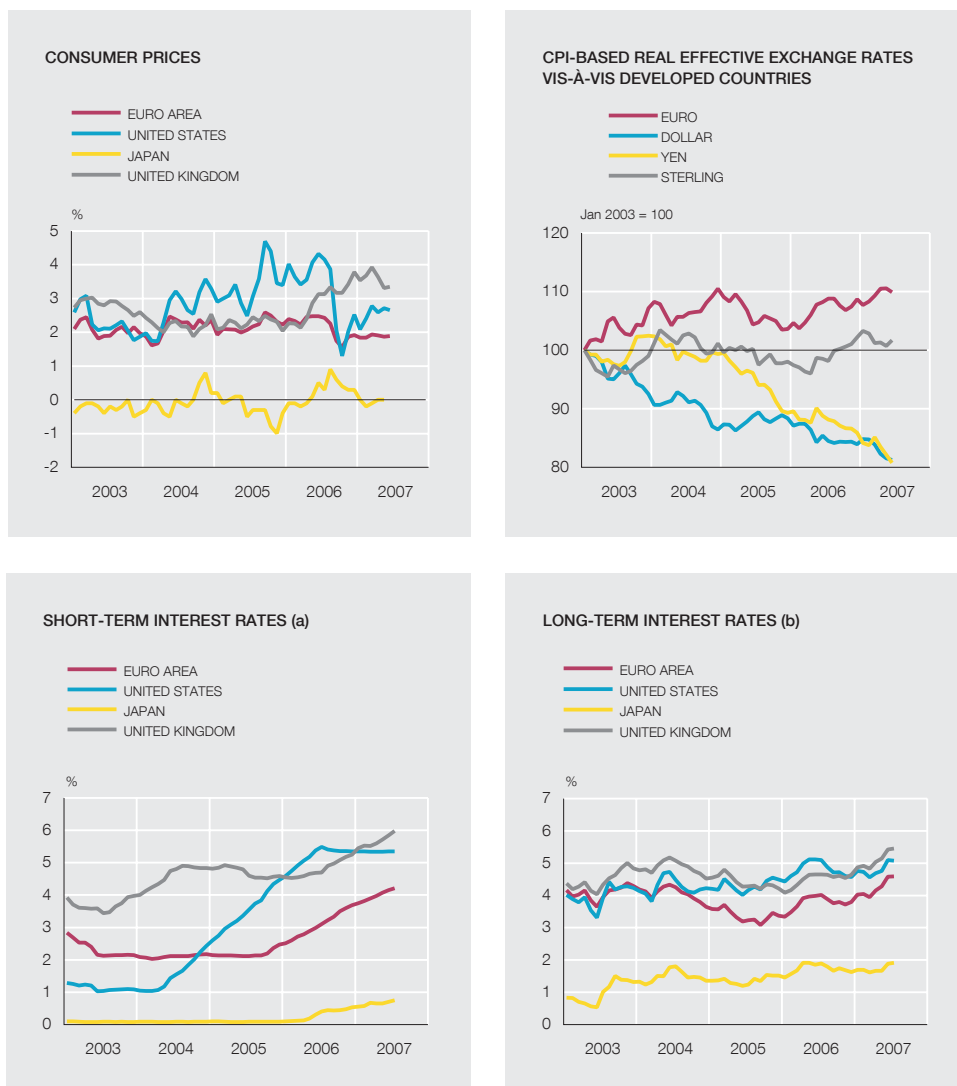 CONSUMER PRICES
EURO AREA
UNITED STATES
JAPAN
UNITED KINGDOM
%
5
4
3
2
1
0
-1
-2
2003 2004 2005 2006 2007
CPI-BASED REAL EFFECTIVE EXCHANGE RATES
VIS-À-VIS DEVELOPED COUNTRIES
EURO
DOLLAR
YEN
STERLING
Jan 2003 = 100
120
110
100
90
80
2003 2004 2005 2006 2007
SHORT-TERM INTEREST RATES (a)
EURO AREA
UNITED STATES
JAPAN
UNITED KINGDOM
%
7
6
5
4
3
2
1
0
2003 2004 2005 2006 2007
LONG-TERM INTEREST RATES (b)
EURO AREA
UNITED STATES
JAPAN
UNITED KINGDOM
%
7
6
5
4
3
2
1
0
2003 2004 2005 2006 2007